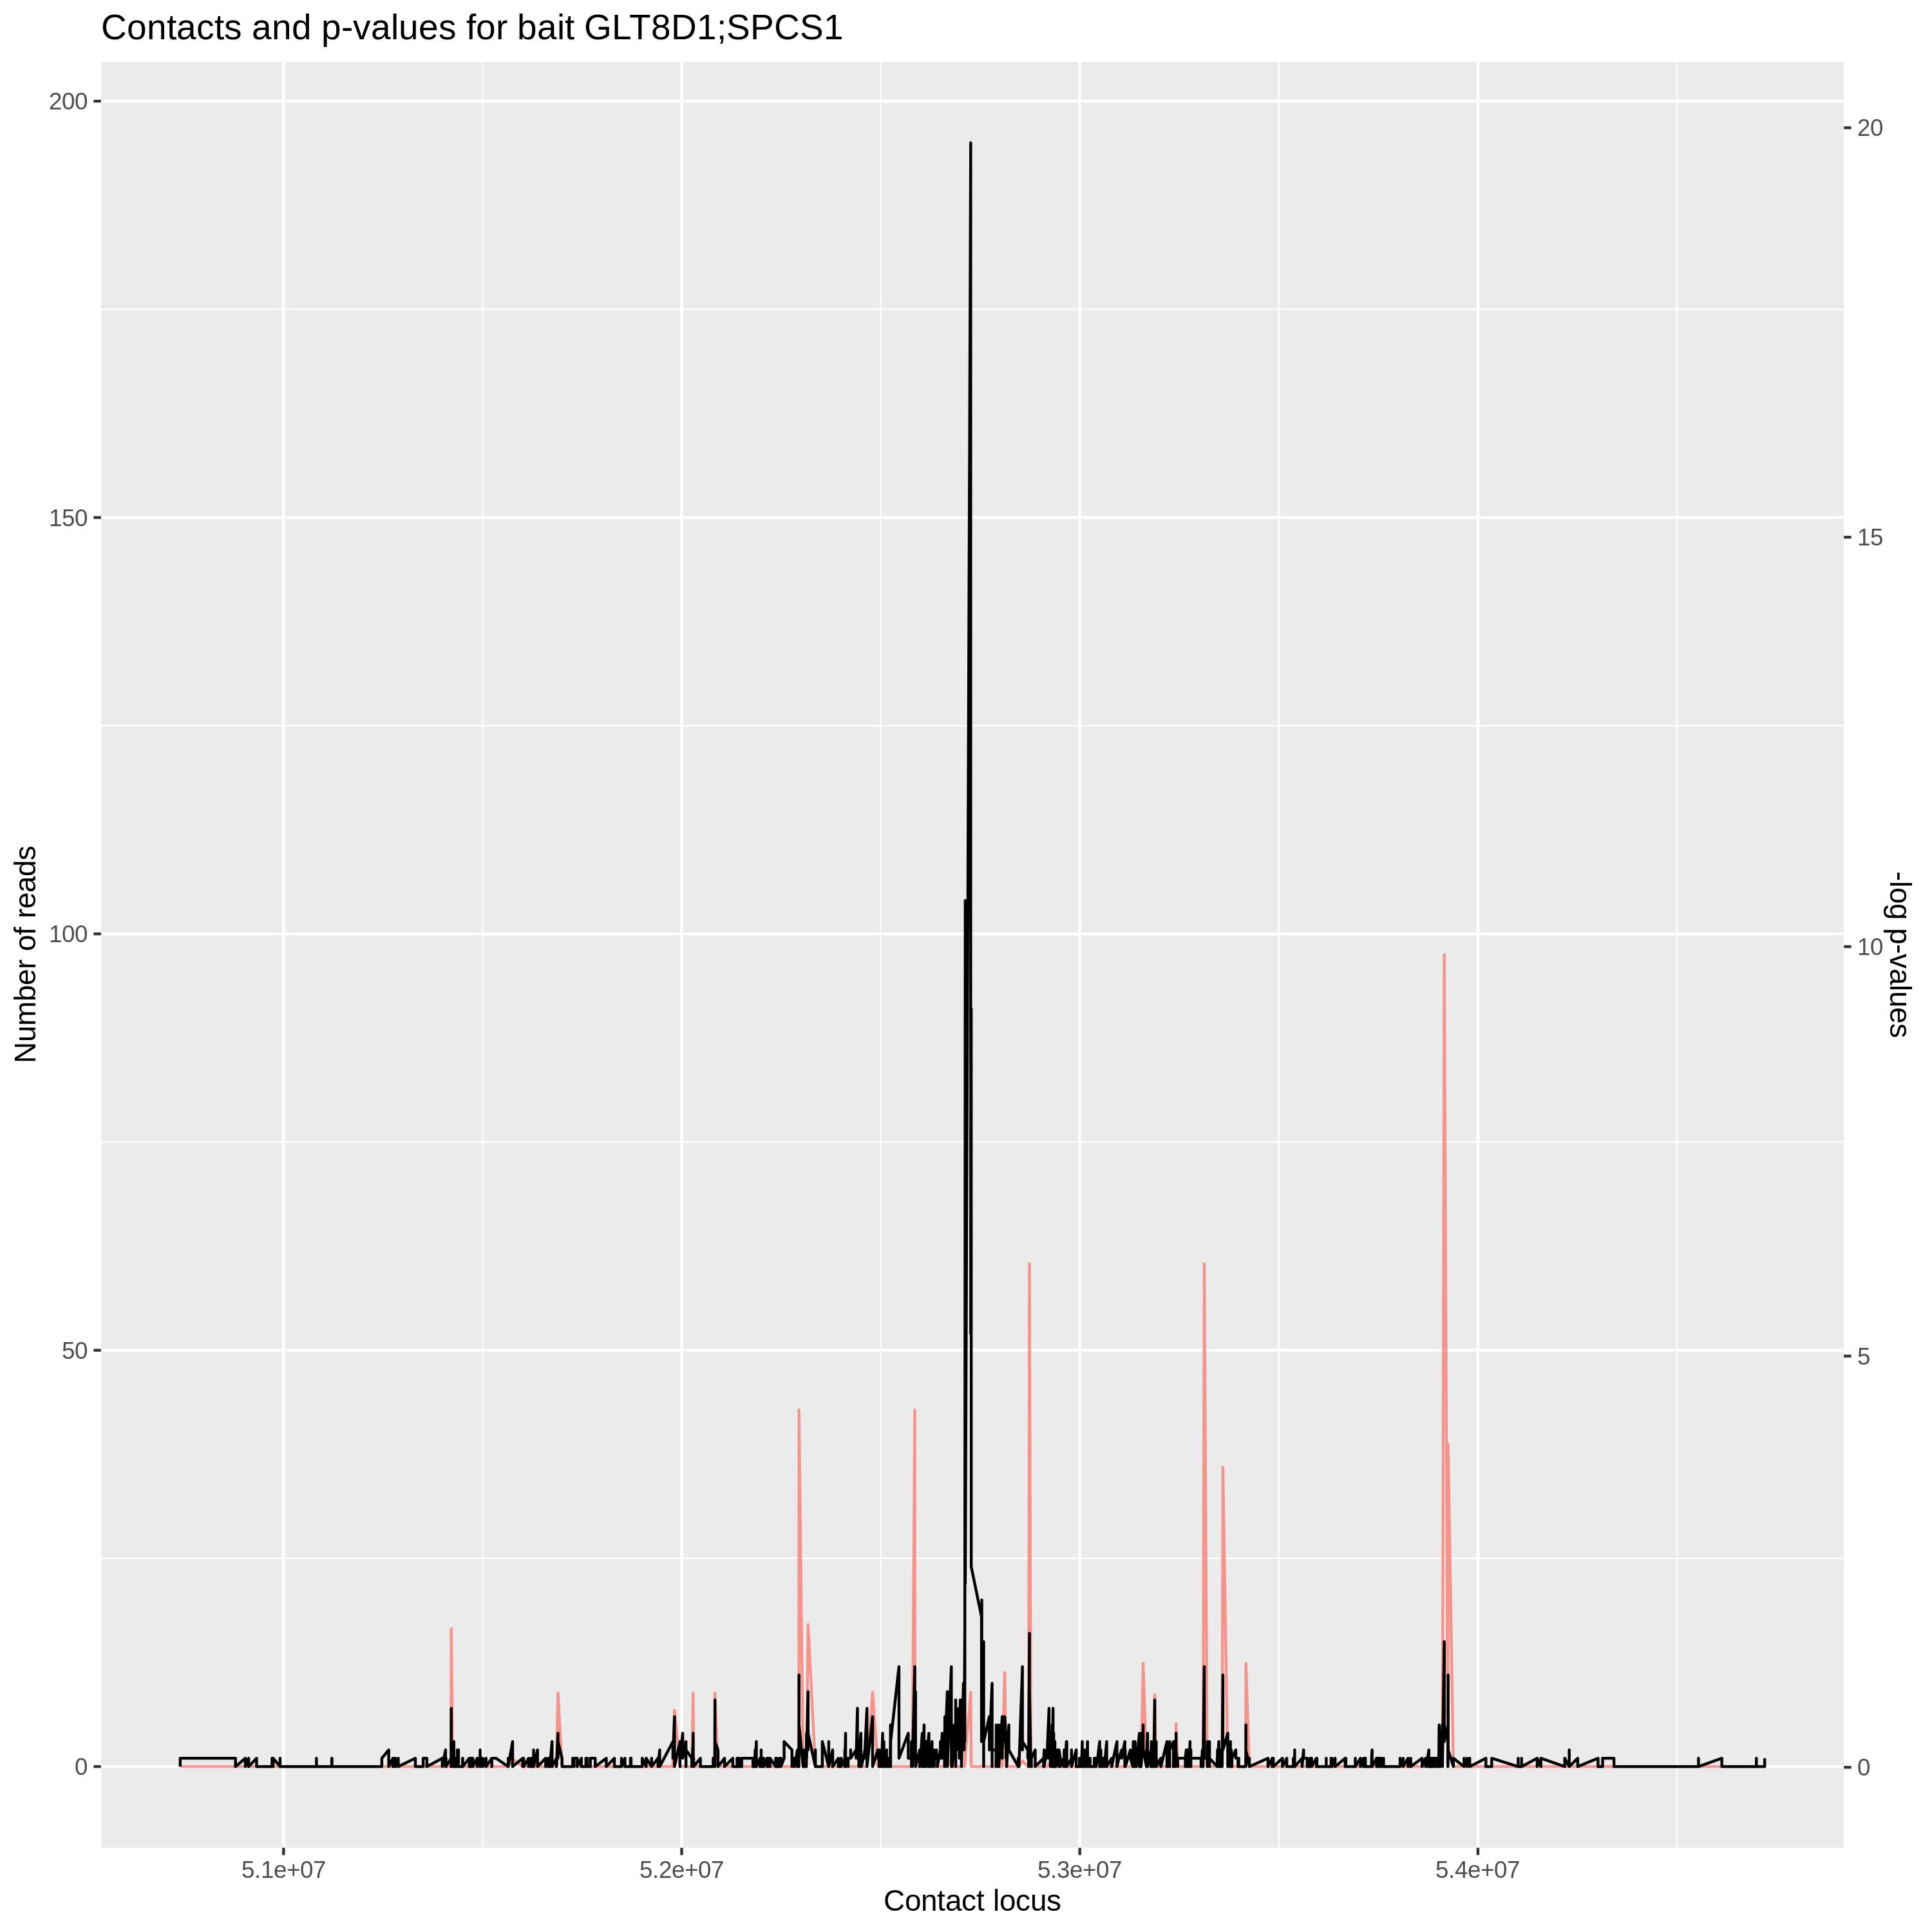 Contacts and p-values for bait GLT8D1;SPCS1
Number of reads
200
150
100
50
0
20
15
10
5
0
-log p-values
5.1e+07
5.2e+07
5.3e+07
5.4e+07
Contact locus